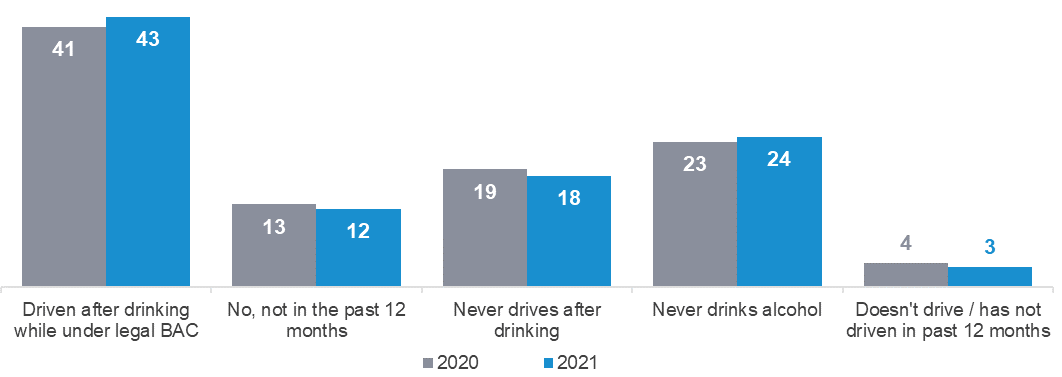 41
43
13
12
19
18
23
24
4
3
Driven after drinking
while under legal BAC
No, not in the past 12
months
Never drives after
drinking
Never drinks alcohol
Doesn't drive / has not
driven in past 12 months
2020
2021